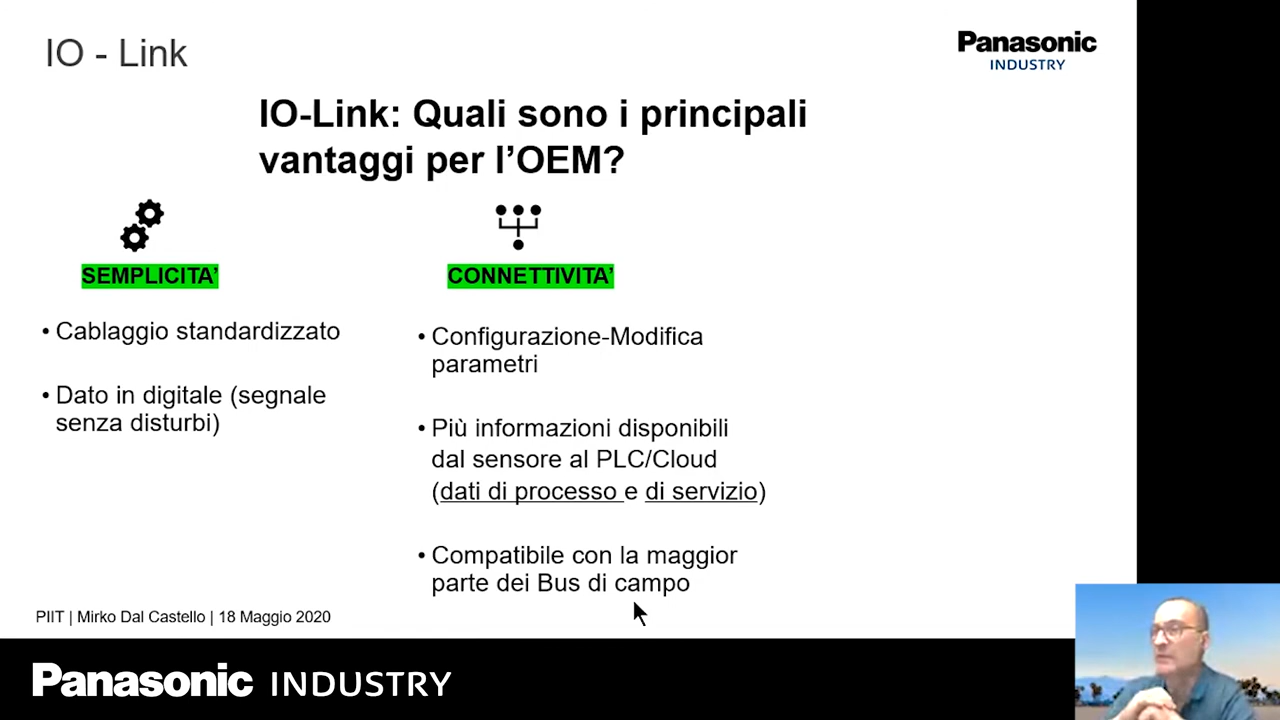 IO - Link
Panasonic
INDUSTRY
IO-Link: Quali sono i principali
vantaggi per l’OEM?
SEMPLICITA’
• Cablaggio standardizzato
• Dato in digitale (segnale
senza disturbi)
CONNETTIVITA’
• Configurazione-Modifica
parametri
• Più informazioni disponibili
dal sensore al PLC/Cloud
(dati di processo e di servizio)
• Compatibile con la maggior
parte dei Bus di campo
PIIT | Mirko Dal Castello | 18 Maggio 2020
Panasonic INDUSTRY